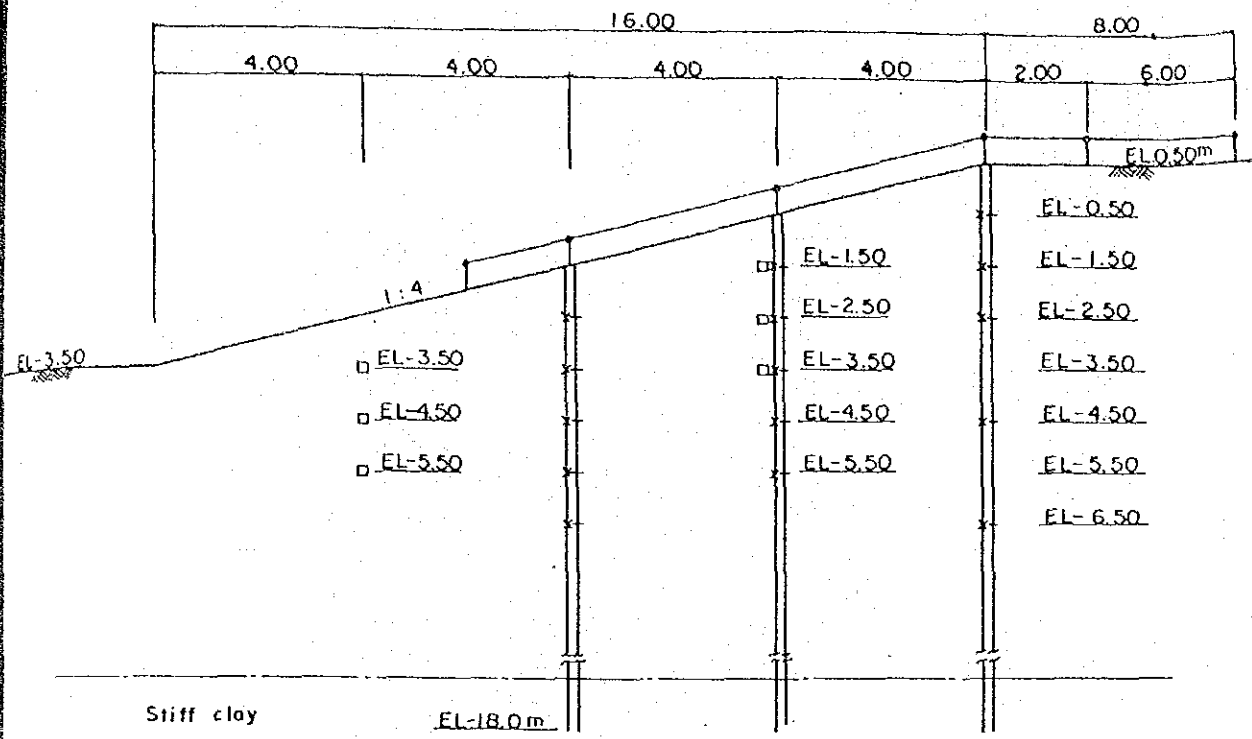 16.00
8.00
4.00
4.00
4.00
4.00
2.00
6.00
EL 0.50m
EL-0.50
EL-1.50
EL-1.50
1:4
EL-2.50
EL-2.50
EL-3.50
EL-3.50
EL-3.50
EL-3.50
EL-4.50
EL-4.50
EL-4.50
EL-5.50
EL-5.50
EL-5.50
EL-6.50
Stiff clay
EL-18.0m